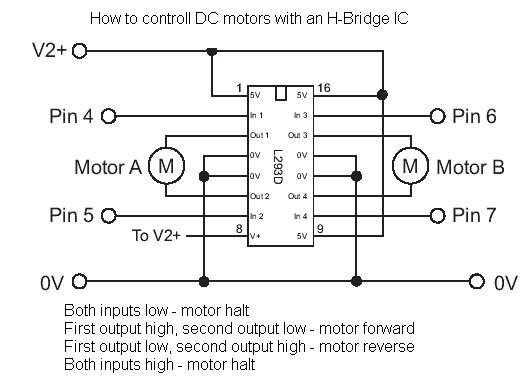 How to controll DC motors with an H-Bridge IC
V2+
1 5V 5V 16
Pin 4 In 1 In 3 Pin 6
Out 1 Out 3
Motor A M 0V 0V M Motor B
L293D
0V 0V
Out 2 Out 4
Pin 5 In 2 In 4 Pin 7
To V2+ 8 V+ 5V 9
0V 0V
Both inputs low - motor halt
First output high, second output low - motor forward
First output low, second output high - motor reverse
Both inputs high - motor halt